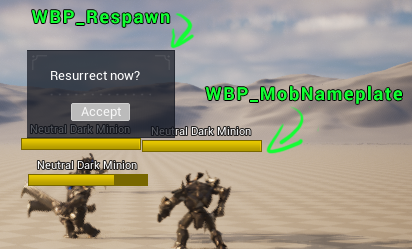 WBP_Respawn
Resurrect now?
WBP_MobNameplate
Accept
Neutral Dark Minion
Neutral Dark Minion
Neutral Dark Minion